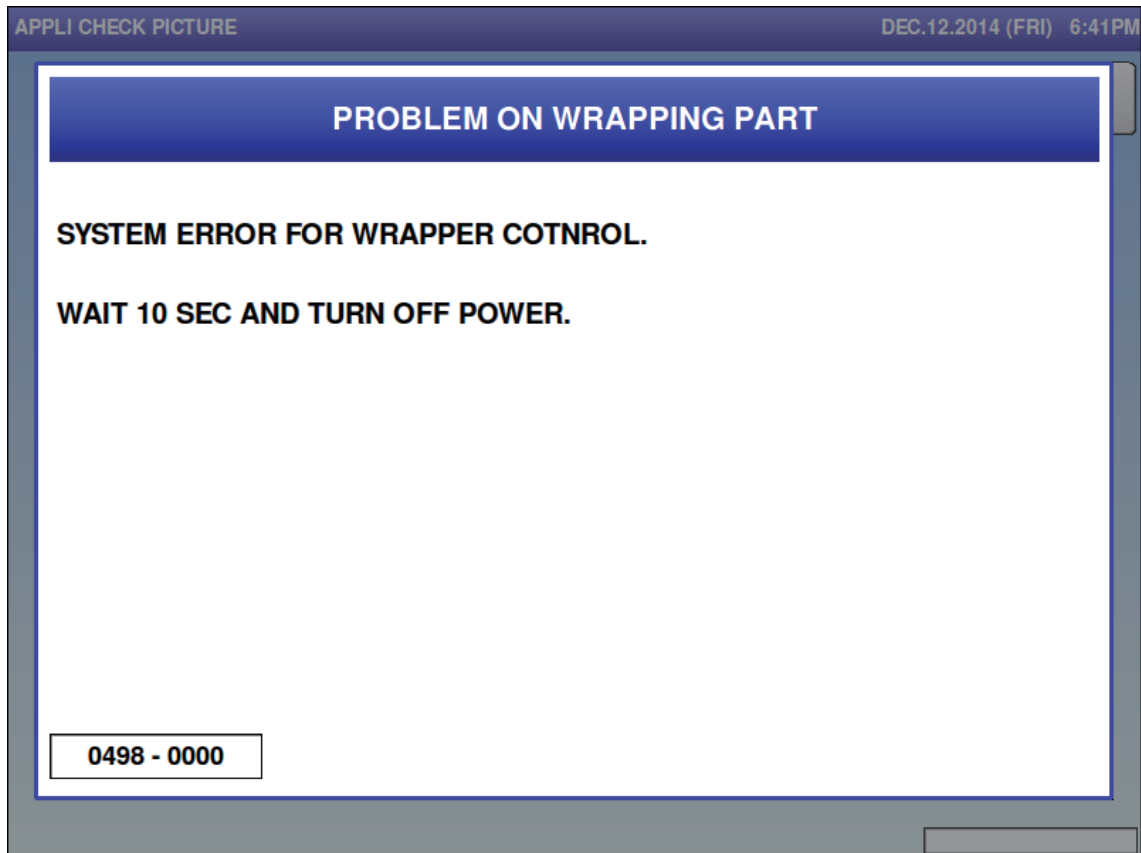 APPLI CHECK PICTURE DEC.12.2014 (FRI) 6:41PM
PROBLEM ON WRAPPING PART
SYSTEM ERROR FOR WRAPPER COTNROL.
WAIT 10 SEC AND TURN OFF POWER.
0498 - 0000